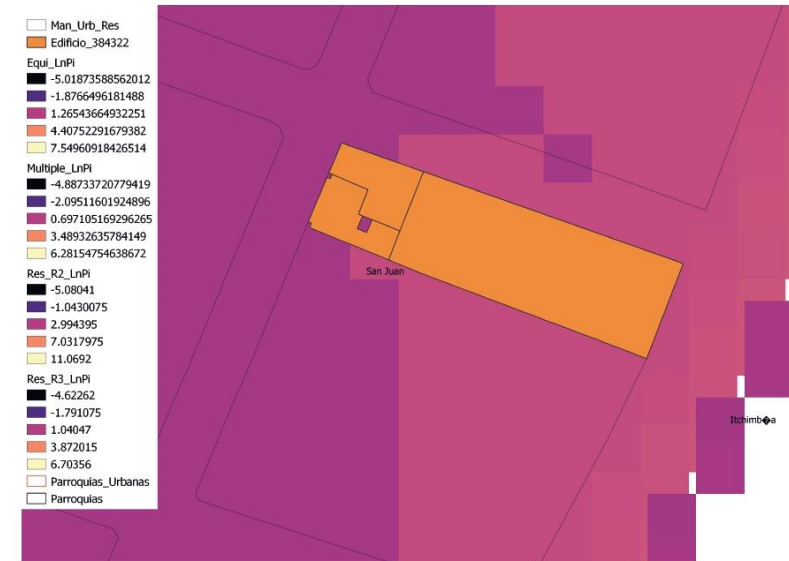 Man_Urb_Res
Edificio_384322
Equi_LnPi
-5.01873588562012
-1.8766496181488
1.26543664932251
4.40752291679382
7.54960918426514
Multiple_LnPi
-4.88733720779419
-2.09511601924896
0.697105169296265
3.48932635784149
6.28154754638672
Res_R2_LnPi
-5.08041
-1.0430075
2.994395
7.0317975
11.0692
Res_R3_LnPi
-4.62262
-1.791075
1.04047
3.872015
6.70356
Parroquias_Urbanas
Parroquias
San Juan
Itchimb�a